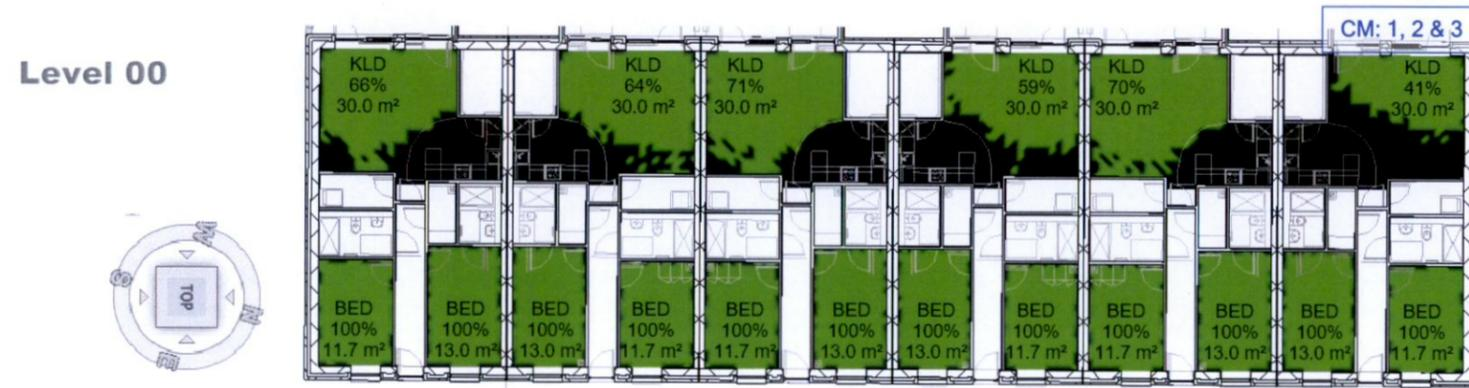 CM: 1, 2 & 3
Level 00
KLD
66%
30.0 m²
KLD
64%
30.0 m²
KLD
71%
30.0 m²
KLD
59%
30.0 m²
KLD
70%
30.0 m²
KLD
41%
30.0 m²
W
S
TOP
N
E
BED
100%
11.7 m²
BED
100%
13.0 m²
BED
100%
13.0 m²
BED
100%
11.7 m²
BED
100%
11.7 m²
BED
100%
13.0 m²
BED
100%
13.0 m²
BED
100%
11.7 m²
BED
100%
11.7 m²
BED
100%
13.0 m²
BED
100%
13.0 m²
BED
100%
11.7 m²